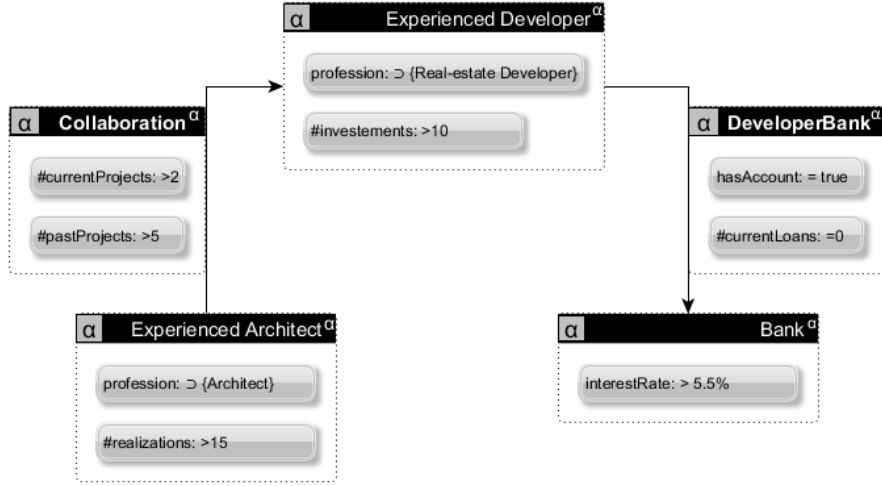 α Experienced Developer α
profession: ⊃ {Real-estate Developer}
#investements: >10
α Collaboration α
#currentProjects: >2
#pastProjects: >5
α DeveloperBank α
hasAccount: = true
#currentLoans: =0
α Experienced Architect α
profession: ⊃ {Architect}
#realizations: >15
α Bank α
interestRate: > 5.5%